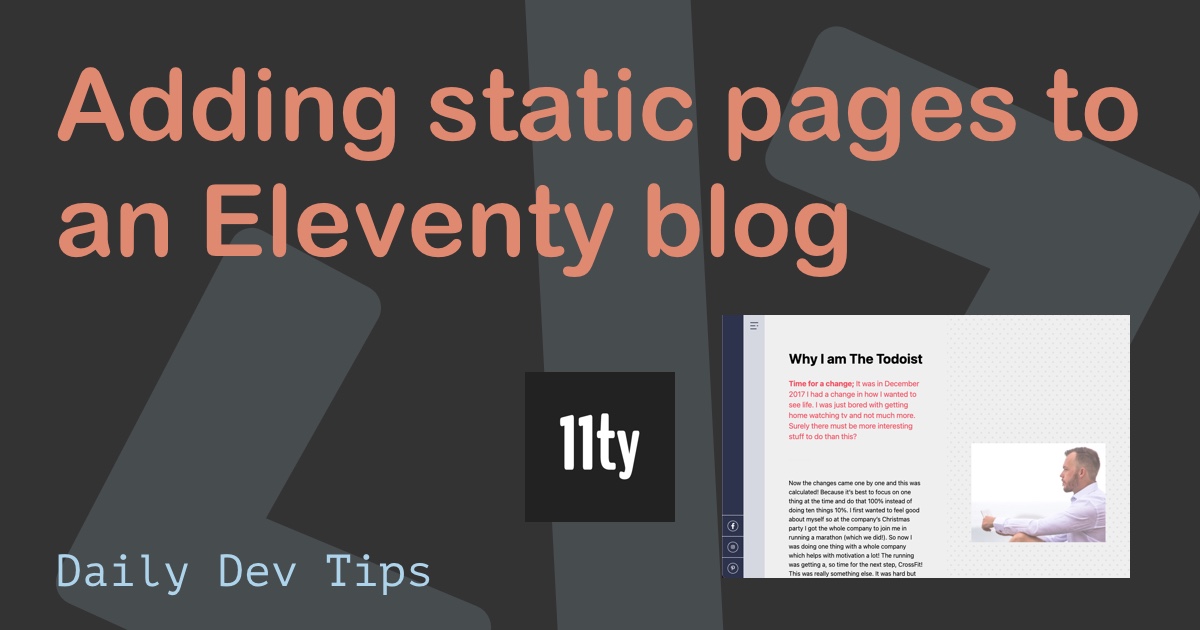 Adding static pages to
an Eleventy blog
11ty
Why I am The Todoist
Time for a change; It was in December
2017 I had a change in how I wanted to
see life. I was just bored with getting
home watching tv and not much more.
Surely there must be more interesting
stuff to do than this?
Now the changes came one by one and this was
calculated! Because it's best to focus on one
thing at the time and do that 100% instead of
doing ten things 10%. I first wanted to feel good
about myself so at the company's Christmas
party I got the whole company to join me in
running a marathon (which we did!). So now I
was doing one thing with a whole company
which helps with motivation a lot! The running
was getting a, so time for the next step, CrossFit!
This was really something else. It was hard but
Daily Dev Tips